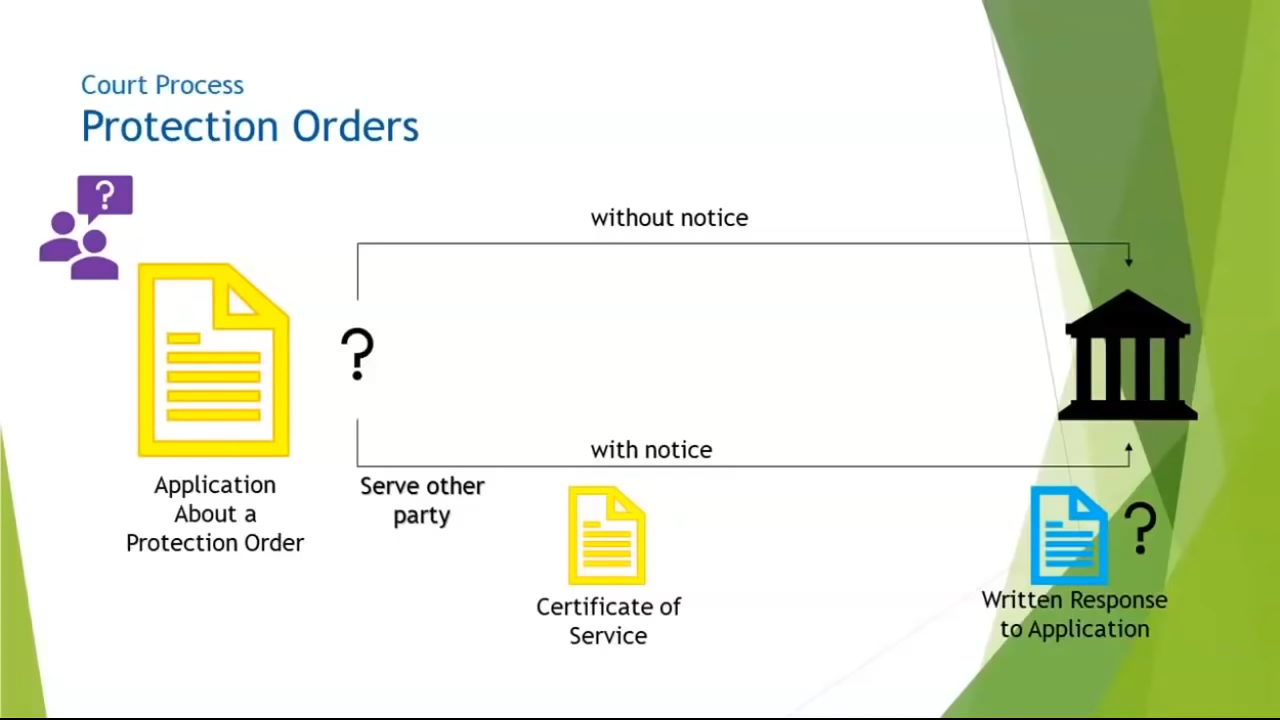 Court Process
Protection Orders
?
without notice
?
with notice
Application
About a
Protection Order
Serve other
party
?
Certificate of
Service
Written Response
to Application